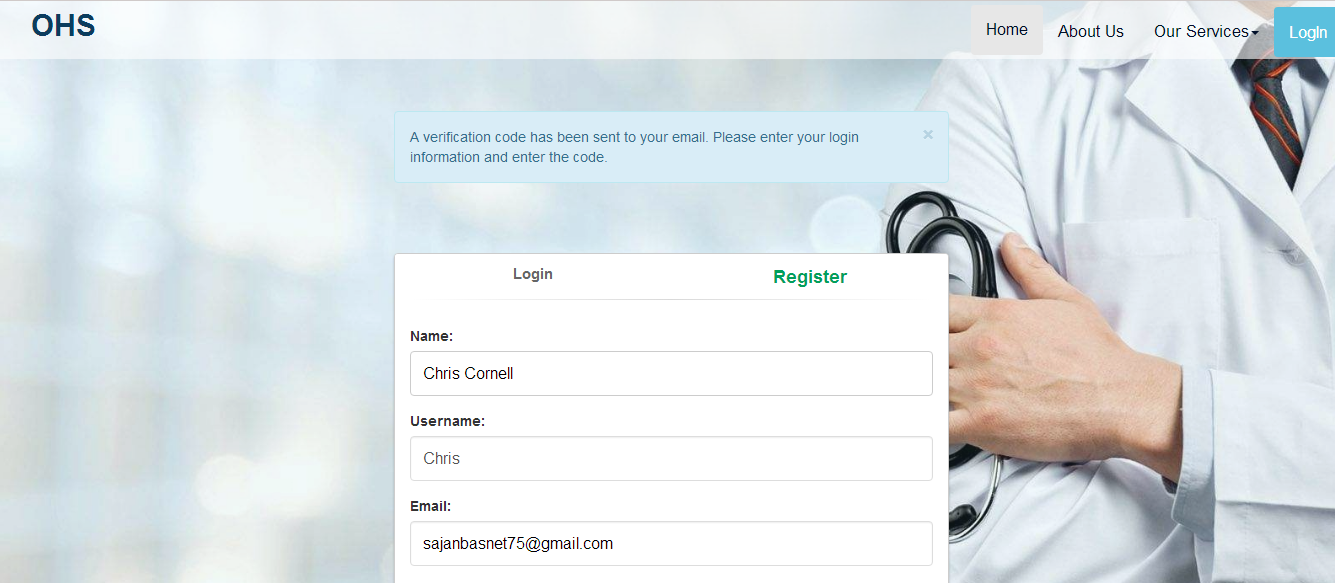 OHS
Home
About Us
Our Services
Login
A verification code has been sent to your email. Please enter your login
information and enter the code.
×
Login
Register
Name:
Chris Cornell
Username:
Chris
Email:
sajanbasnet75@gmail.com